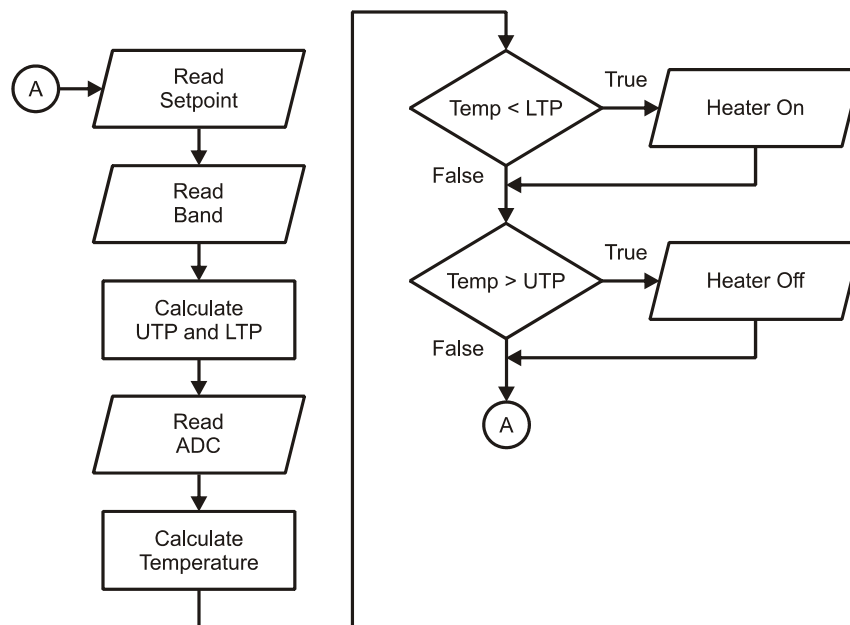 A
Read
Setpoint
Read
Band
Calculate
UTP and LTP
Read
ADC
Calculate
Temperature
Temp < LTP
True
Heater On
False
Temp > UTP
True
Heater Off
False
A